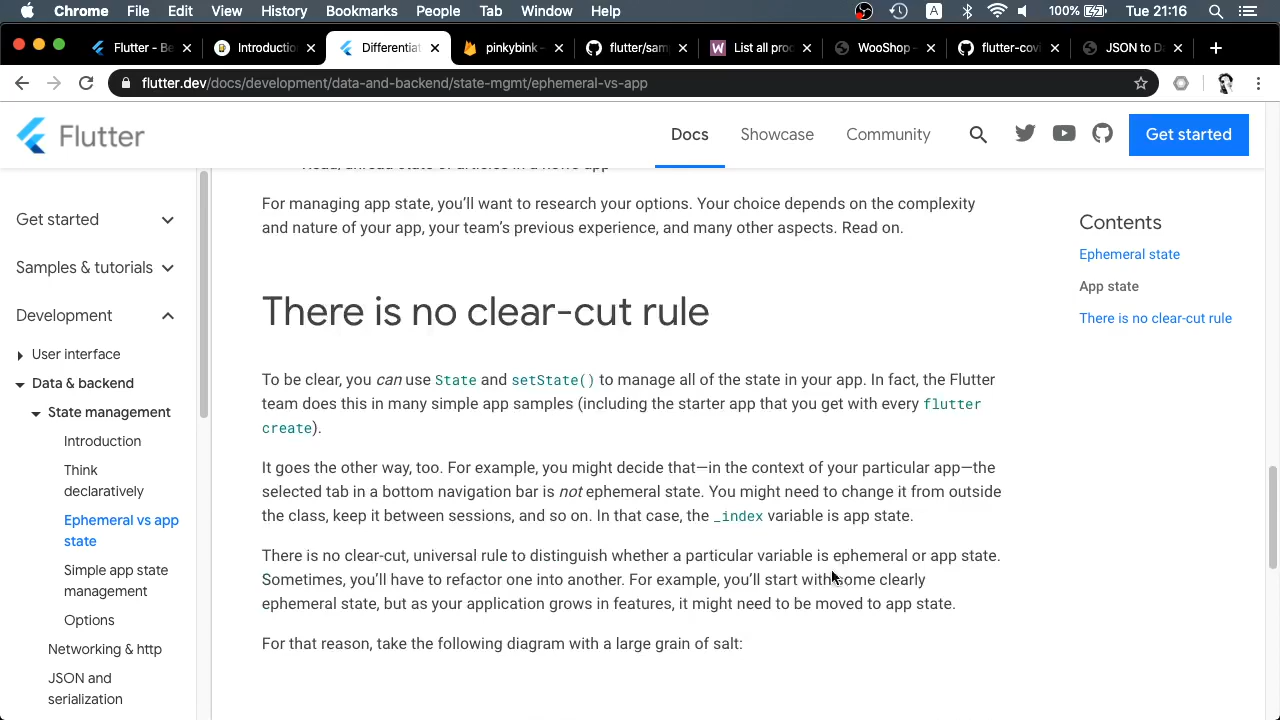 Chrome File Edit View History Bookmarks People Tab Window Help
A 100% Tue 21:16
Flutter - Be
Introductio
Differentiat
pinkybink -
flutter/sam
List all pro
WooShop -
flutter-covi
JSON to Da
flutter.dev/docs/development/data-and-backend/state-mgmt/ephemeral-vs-app
Flutter
Docs Showcase Community Get started
Get started
Samples & tutorials
Development
User interface
Data & backend
State management
Introduction
Think
declaratively
Ephemeral vs app
state
Simple app state
management
Options
Networking & http
JSON and
serialization
Read, unread state of articles in a news app
For managing app state, you’ll want to research your options. Your choice depends on the complexity
and nature of your app, your team’s previous experience, and many other aspects. Read on.
There is no clear-cut rule
To be clear, you can use State and setState() to manage all of the state in your app. In fact, the Flutter
team does this in many simple app samples (including the starter app that you get with every flutter
create).
It goes the other way, too. For example, you might decide that—in the context of your particular app—the
selected tab in a bottom navigation bar is not ephemeral state. You might need to change it from outside
the class, keep it between sessions, and so on. In that case, the _index variable is app state.
There is no clear-cut, universal rule to distinguish whether a particular variable is ephemeral or app state.
Sometimes, you’ll have to refactor one into another. For example, you’ll start with some clearly
ephemeral state, but as your application grows in features, it might need to be moved to app state.
For that reason, take the following diagram with a large grain of salt:
Contents
Ephemeral state
App state
There is no clear-cut rule